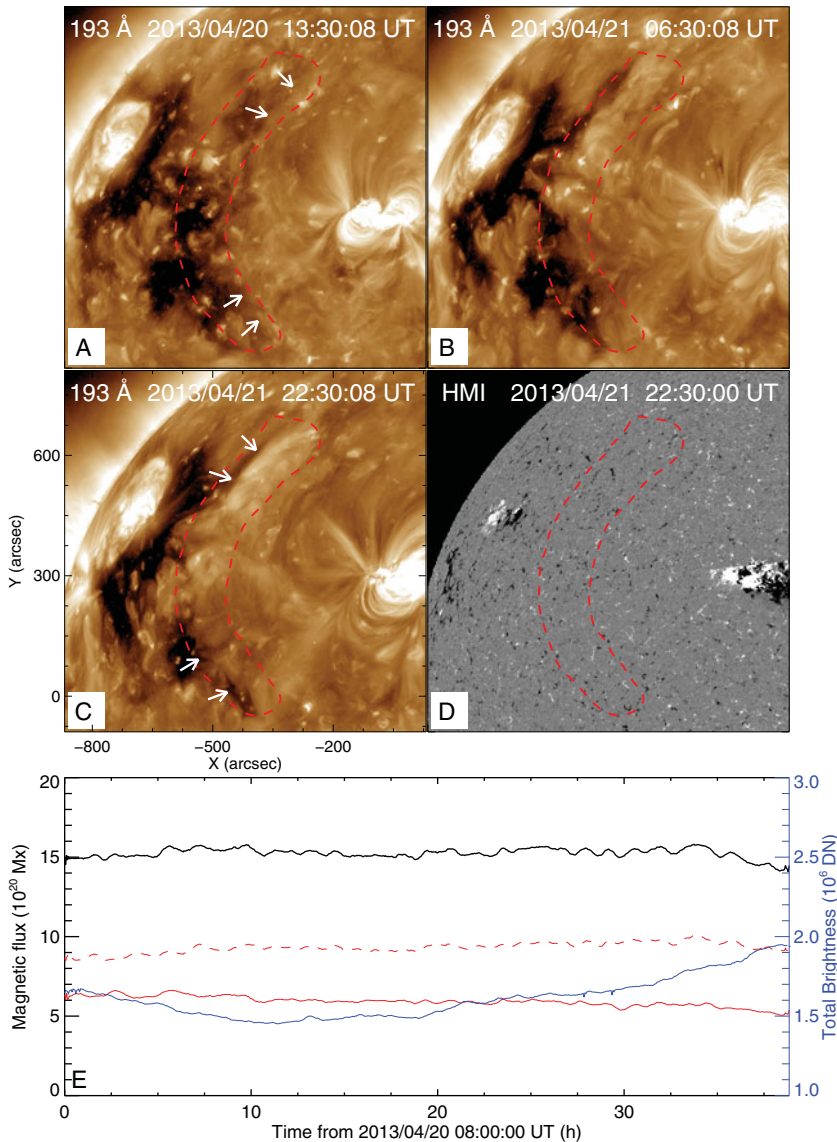 193 Å 2013/04/20 13:30:08 UT
A
193 Å 2013/04/21 06:30:08 UT
B
193 Å 2013/04/21 22:30:08 UT
C
HMI 2013/04/21 22:30:00 UT
D
600
300
0
Y (arcsec)
−800 −500 −200
X (arcsec)
20
15
10
5
0
Magnetic flux (10²⁰ Mx)
3.0
2.5
2.0
1.5
1.0
Total Brightness (10⁶ DN)
E
0 10 20 30
Time from 2013/04/20 08:00:00 UT (h)